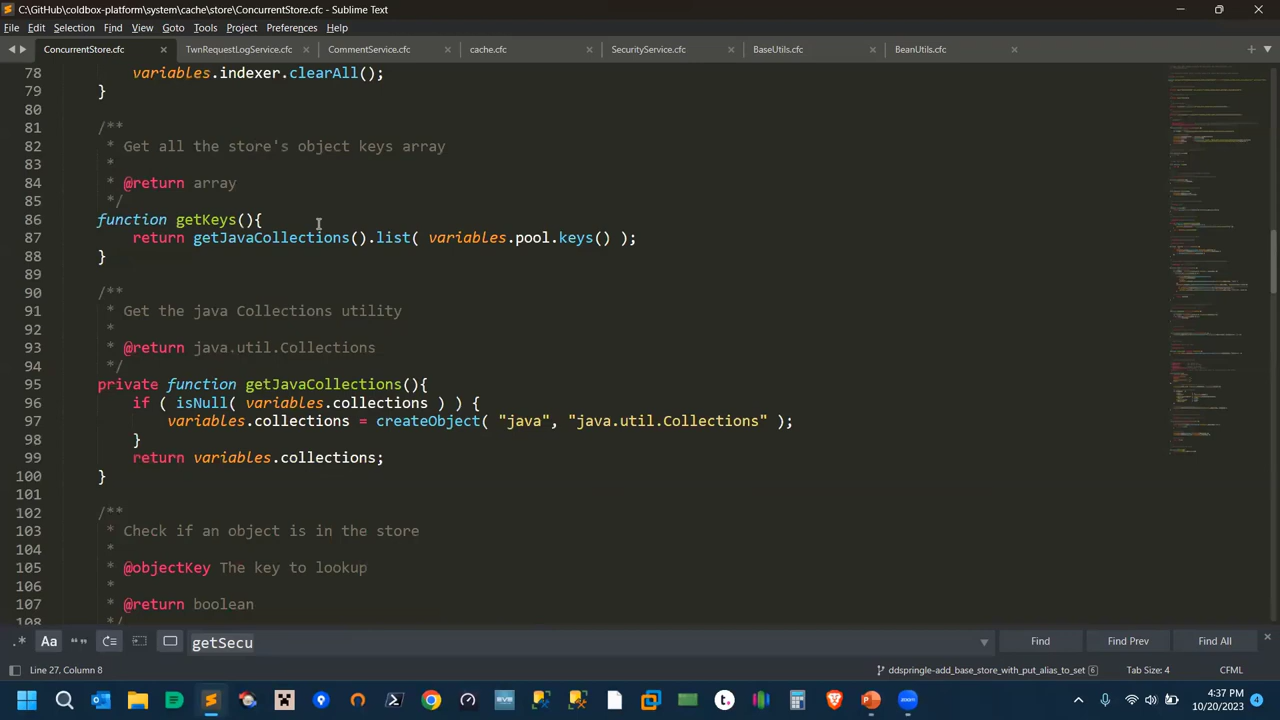 C:\GitHub\coldbox-platform\system\cache\store\ConcurrentStore.cfc - Sublime Text
File Edit Selection Find View Goto Tools Project Preferences Help
ConcurrentStore.cfc × TwnRequestLogService.cfc × CommentService.cfc × cache.cfc × SecurityService.cfc × BaseUtils.cfc × BeanUtils.cfc ×
78 variables.indexer.clearAll();
79 }
80
81 /**
82 * Get all the store's object keys array
83 *
84 * @return array
85 */
86 function getKeys(){
87 return getJavaCollections().list( variables.pool.keys() );
88 }
89
90 /**
91 * Get the java Collections utility
92 *
93 * @return java.util.Collections
94 */
95 private function getJavaCollections(){
96 if ( isNull( variables.collections ) ) {
97 variables.collections = createObject( "java", "java.util.Collections" );
98 }
99 return variables.collections;
100 }
101
102 /**
103 * Check if an object is in the store
104 *
105 * @objectKey The key to lookup
106 *
107 * @return boolean
108 */
.* Aa “” getSecu Find Find Prev Find All
Line 27, Column 8 ddspringle-add_base_store_with_put_alias_to_set 6 Tab Size: 4 CFML
4:37 PM
10/20/2023 4